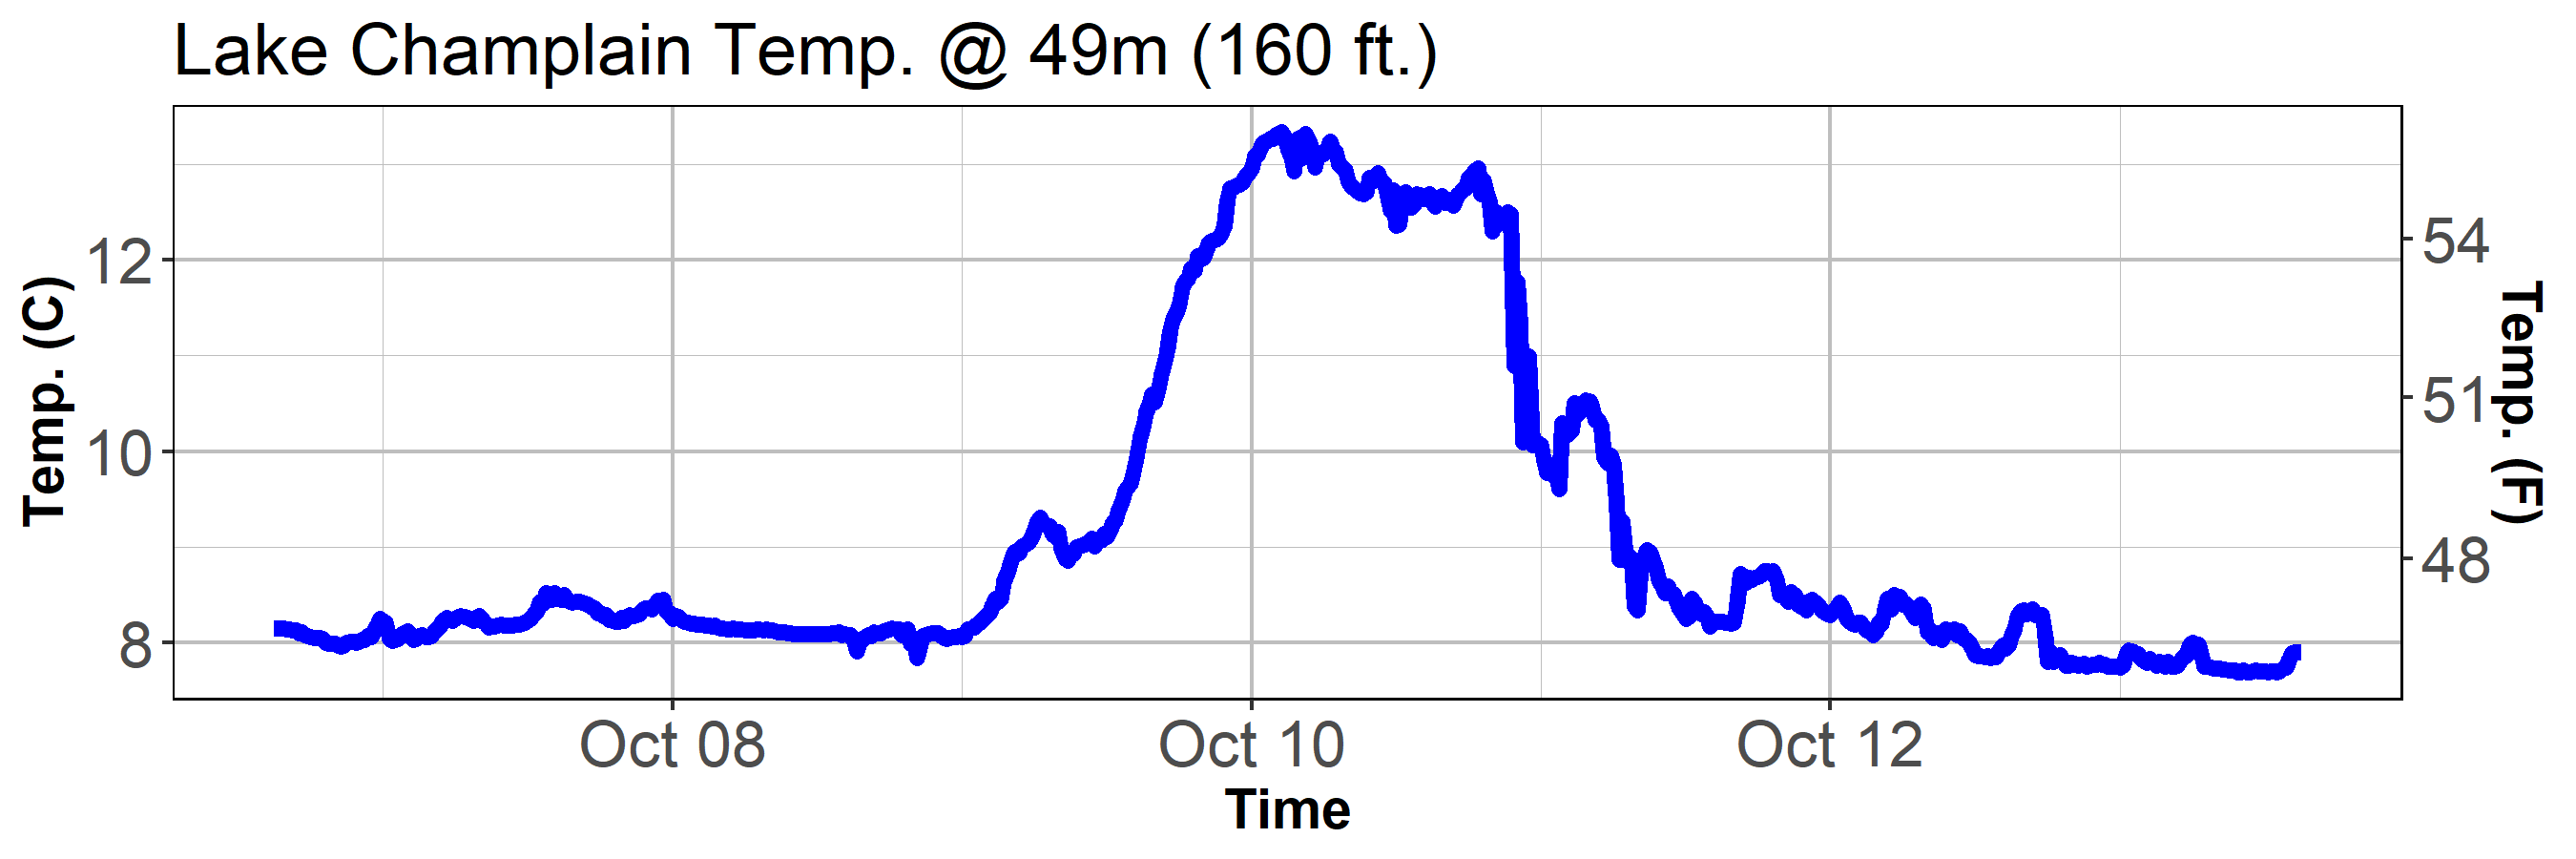 Lake Champlain Temp. @ 49m (160 ft.)
Temp. (C)
12
10
8
54
51
48
Temp. (F)
Oct 08
Oct 10
Oct 12
Time